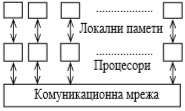 Локални памети
Процесори
Комуникационна мрежа